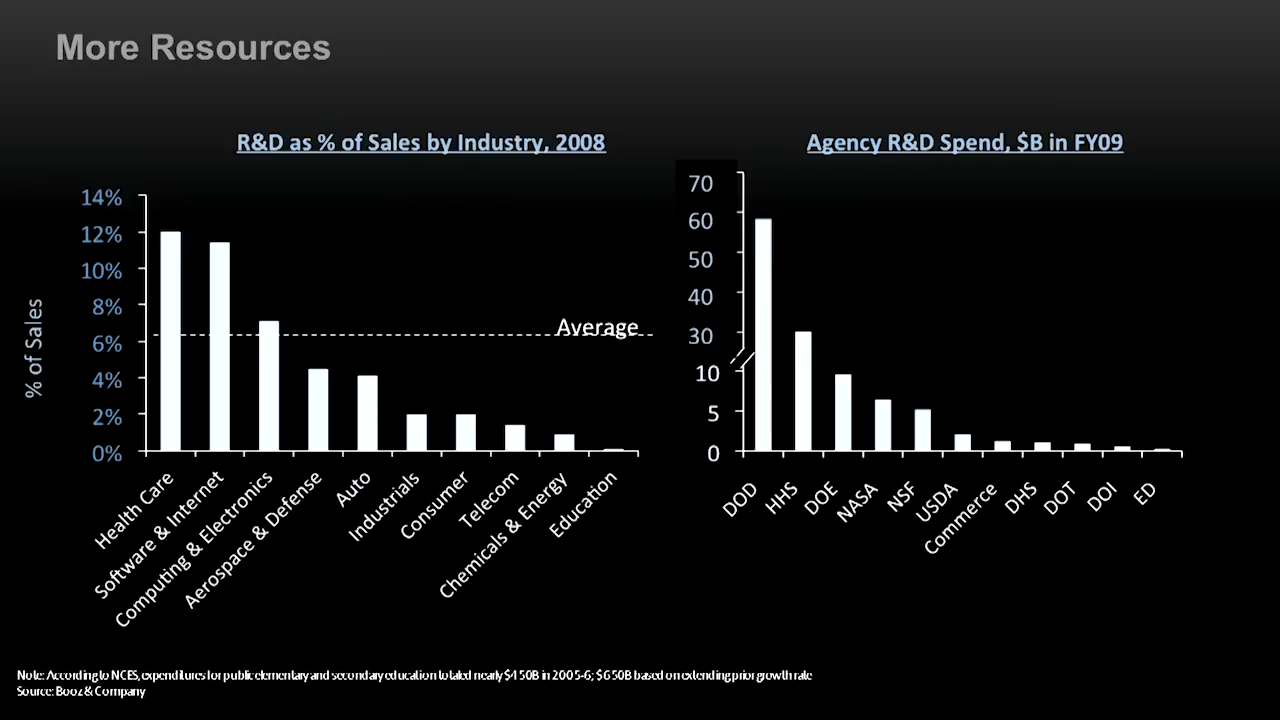 More Resources
R&D as % of Sales by Industry, 2008
% of Sales
14%
12%
10%
8%
6%
4%
2%
0%
Average
Health Care
Software & Internet
Computing & Electronics
Aerospace & Defense
Auto
Industrials
Consumer
Telecom
Chemicals & Energy
Education
Agency R&D Spend, $B in FY09
70
60
50
40
30
10
5
0
DOD
HHS
DOE
NASA
NSF
USDA
Commerce
DHS
DOT
DOI
ED
Note: According to NCES, expenditures for public elementary and secondary education totaled nearly $450B in 2005-6; $650B based on extending prior growth rate
Source: Booz & Company